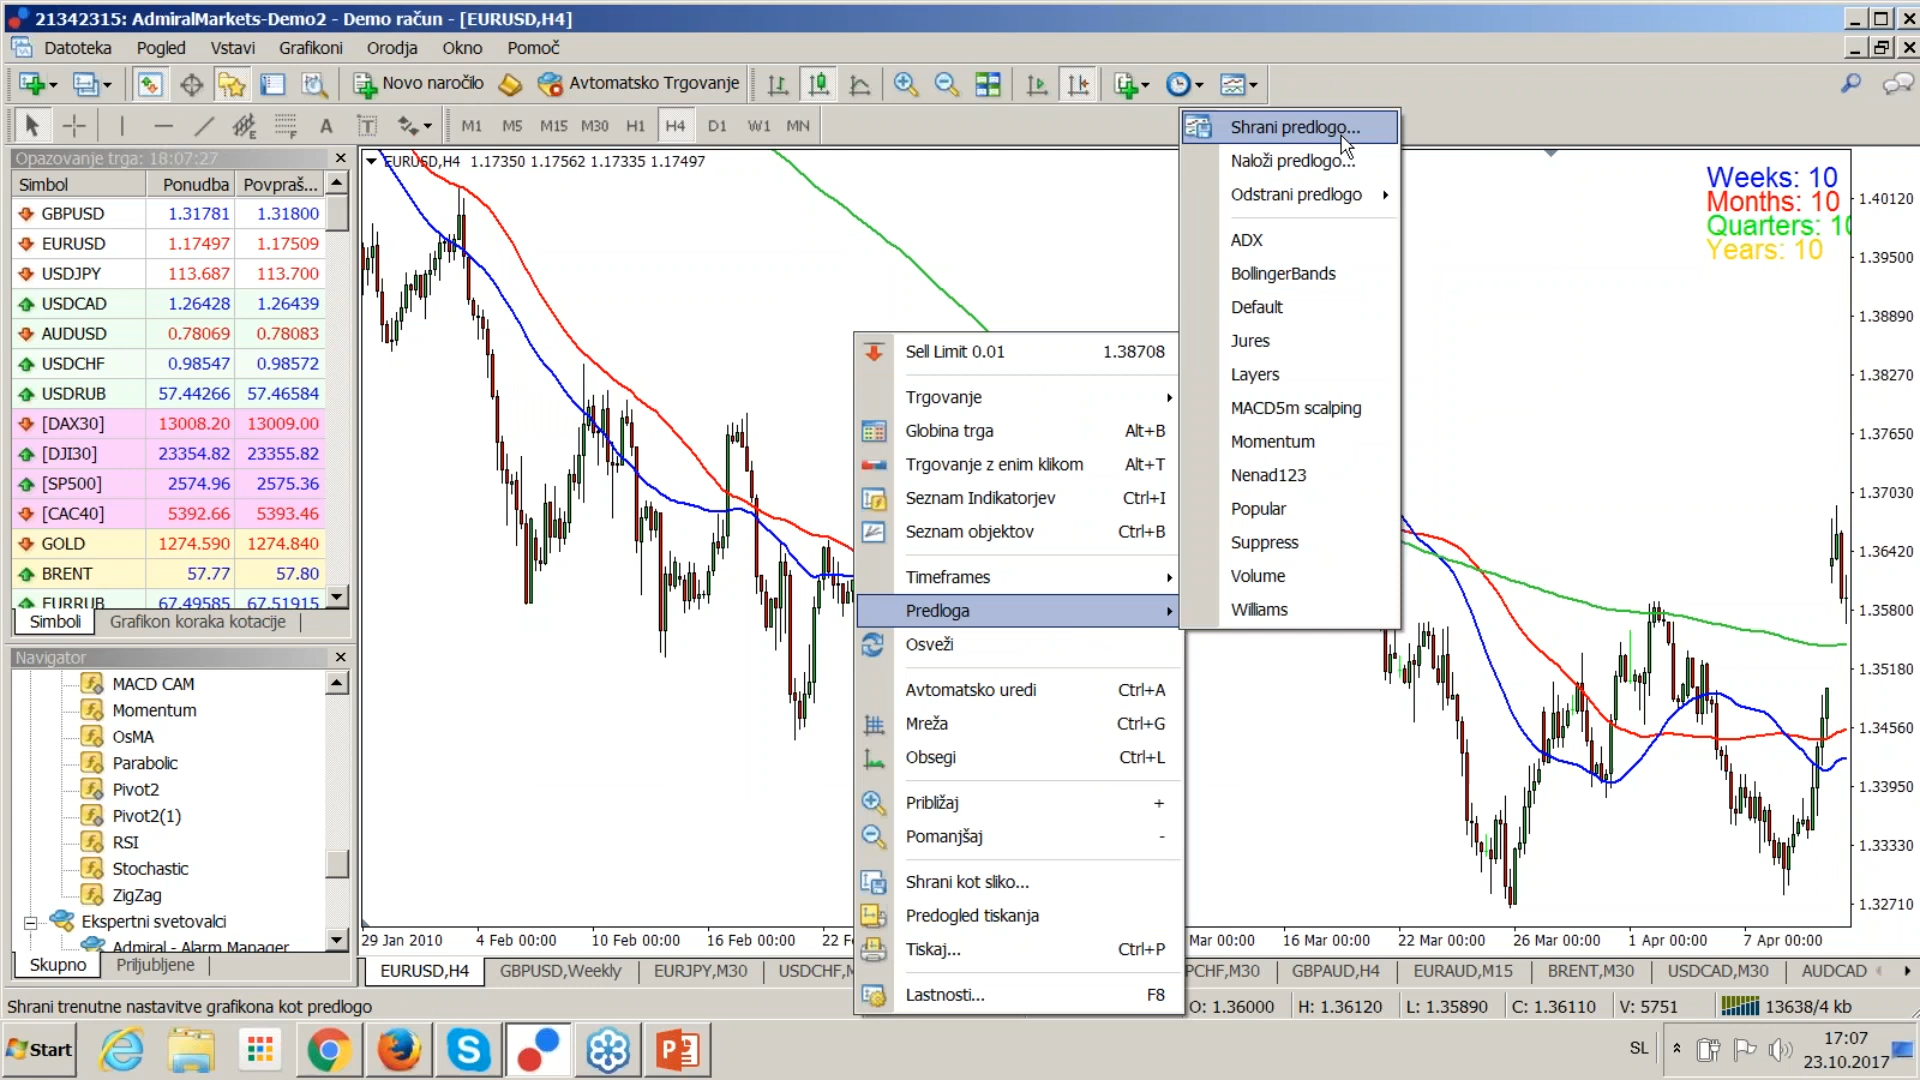 21342315: AdmiralMarkets-Demo2 - Demo račun - [EURUSD,H4]
Datoteka Pogled Vstavi Grafikoni Orodja Okno Pomoč
Novo naročilo Avtomatsko Trgovanje
M1 M5 M15 M30 H1 H4 D1 W1 MN
Opazovanje trga: 18:07:27
Simbol Ponudba Povpraš...
GBPUSD 1.31781 1.31800
EURUSD 1.17497 1.17509
USDJPY 113.687 113.700
USDCAD 1.26428 1.26439
AUDUSD 0.78069 0.78083
USDCHF 0.98547 0.98572
USDRUB 57.44266 57.46584
[DAX30] 13008.20 13009.00
[DJI30] 23354.82 23355.82
[SP500] 2574.96 2575.36
[CAC40] 5392.66 5393.46
GOLD 1274.590 1274.840
BRENT 57.77 57.80
EURRUB 67.49585 67.51915
Simboli Grafikon koraka kotacije
Navigator
MACD CAM
Momentum
OsMA
Parabolic
Pivot2
Pivot2(1)
RSI
Stochastic
ZigZag
Ekspertni svetovalci
Admiral - Alarm Manager
Skupno Priljubljene
EURUSD,H4 1.17350 1.17562 1.17335 1.17497
Weeks: 10
Months: 10
Quarters: 10
Years: 10
1.40120
1.39500
1.38890
1.38270
1.37650
1.37030
1.36420
1.35800
1.35180
1.34560
1.33950
1.33330
1.32710
Sell Limit 0.01 1.38708
Trgovanje
Globina trga Alt+B
Trgovanje z enim klikom Alt+T
Seznam Indikatorjev Ctrl+I
Seznam objektov Ctrl+B
Timeframes
Predloga
Osveži
Avtomatsko uredi Ctrl+A
Mreža Ctrl+G
Obsegi Ctrl+L
Približaj +
Pomanjšaj -
Shrani kot sliko...
Predogled tiskanja
Tiskaj... Ctrl+P
Lastnosti... F8
Shrani predlogo...
Naloži predlogo...
Odstrani predlogo
ADX
BollingerBands
Default
Jures
Layers
MACD5m scalping
Momentum
Nenad123
Popular
Suppress
Volume
Williams
29 Jan 2010 4 Feb 00:00 10 Feb 00:00 16 Feb 00:00 22 Fe Mar 00:00 16 Mar 00:00 22 Mar 00:00 26 Mar 00:00 1 Apr 00:00 7 Apr 00:00
EURUSD,H4 GBPUSD,Weekly EURJPY,M30 USDCHF,M PCHF,M30 GBPAUD,H4 EURAUD,M15 BRENT,M30 USDCAD,M30 AUDCAD
Shrani trenutne nastavitve grafikona kot predlogo O: 1.36000 H: 1.36120 L: 1.35890 C: 1.36110 V: 5751 13638/4 kb
Start SL 17:07
23.10.2017